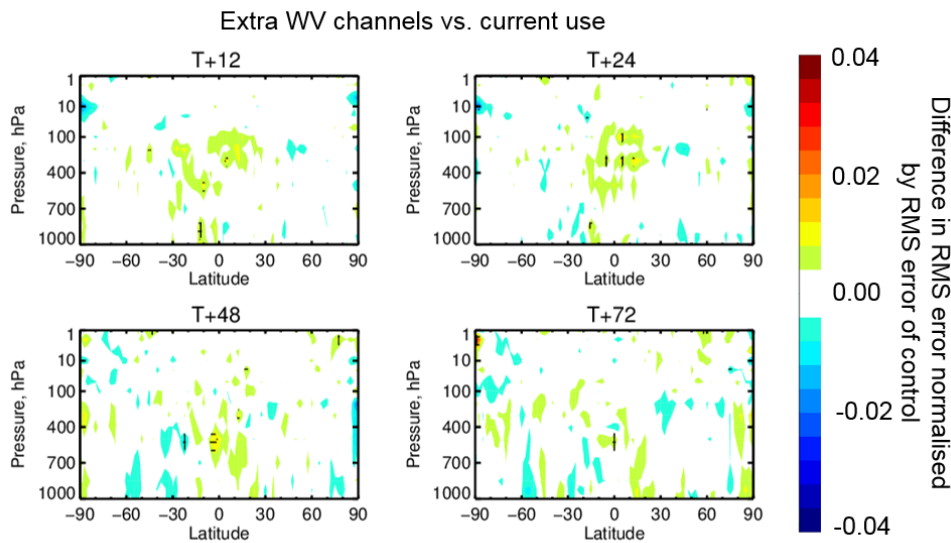 Extra WV channels vs. current use
T+12
Pressure, hPa
1
10
100
200
400
700
1000
−90 −60 −30 0 30 60 90
Latitude
T+24
Pressure, hPa
1
10
100
200
400
700
1000
−90 −60 −30 0 30 60 90
Latitude
T+48
Pressure, hPa
1
10
100
200
400
700
1000
−90 −60 −30 0 30 60 90
Latitude
T+72
Pressure, hPa
1
10
100
200
400
700
1000
−90 −60 −30 0 30 60 90
Latitude
0.04
0.02
0.00
-0.02
-0.04
Difference in RMS error normalised
by RMS error of control